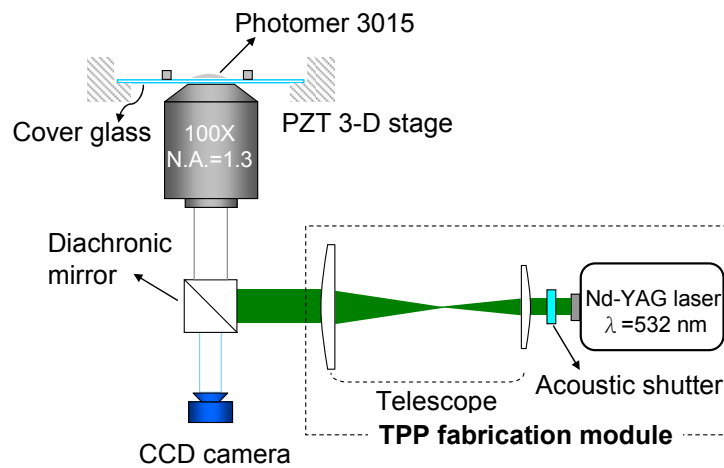 Photomer 3015
Cover glass
PZT 3-D stage
100X
N.A.=1.3
Diachronic
mirror
Nd-YAG laser
λ=532 nm
Acoustic shutter
Telescope
TPP fabrication module
CCD camera